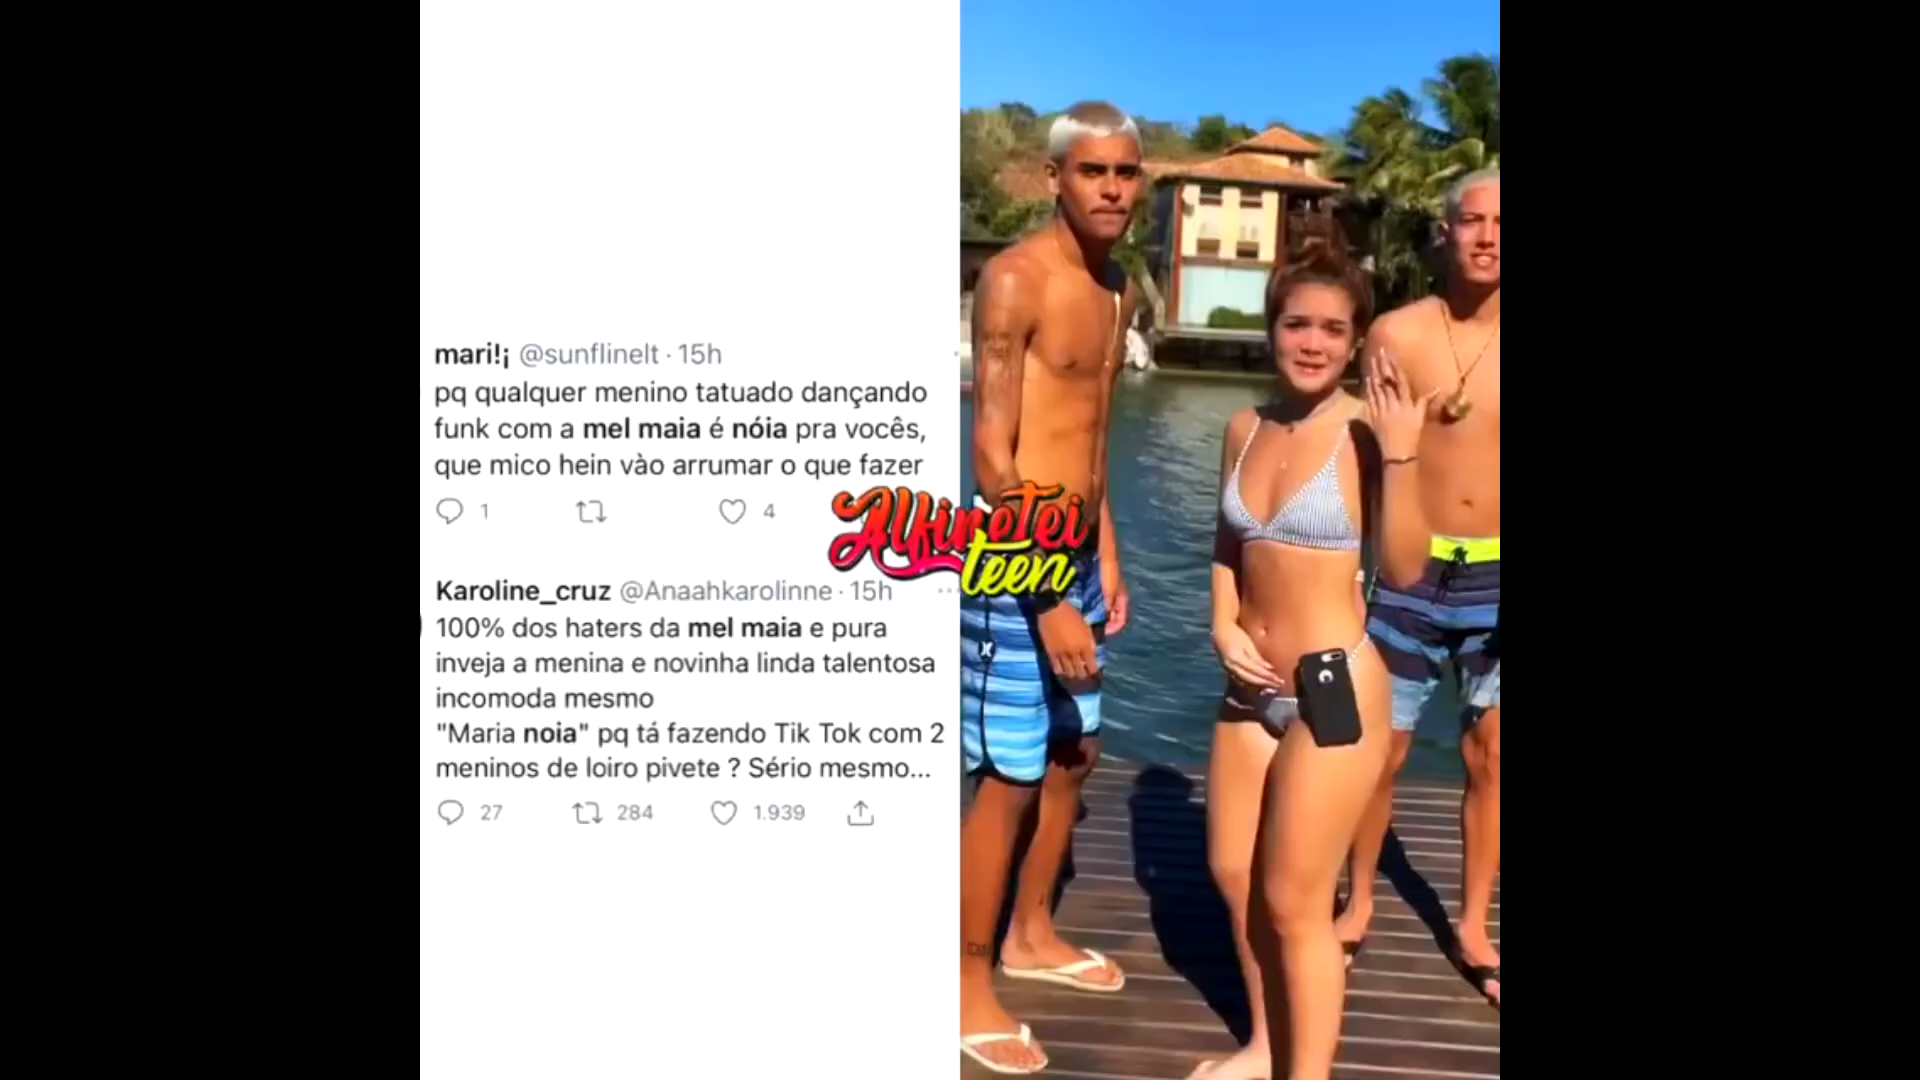 mari!¡ @sunflinelt · 15h
pq qualquer menino tatuado dançando
funk com a mel maia é nóia pra vocês,
que mico hein vào arrumar o que fazer
1 4
Alfinetei
teen
Karoline_cruz @Anaahkarolinne · 15h
100% dos haters da mel maia e pura
inveja a menina e novinha linda talentosa
incomoda mesmo
"Maria noia" pq tá fazendo Tik Tok com 2
meninos de loiro pivete ? Sério mesmo...
27 284 1.939